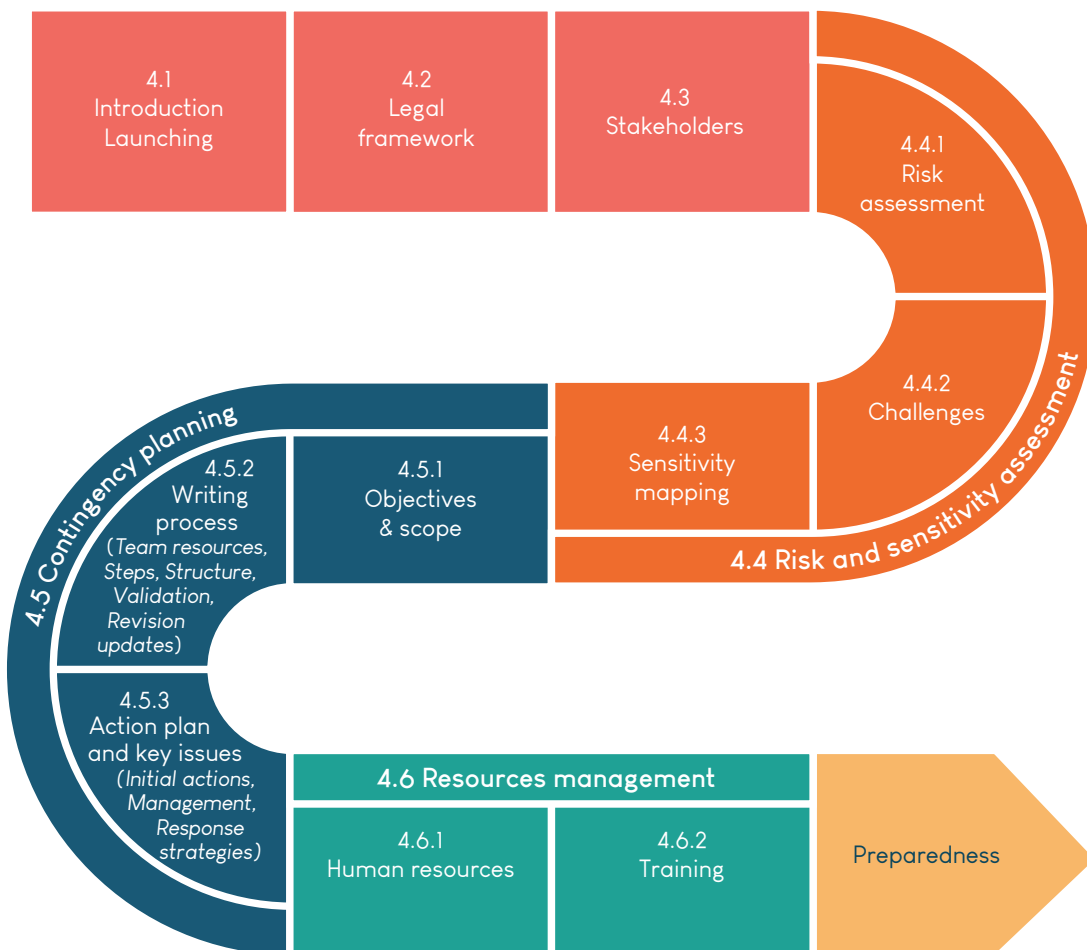 4.1
Introduction
Launching
4.2
Legal
framework
4.3
Stakeholders
4.4.1
Risk
assessment
4.4.2
Challenges
4.4.3
Sensitivity
mapping
4.4 Risk and sensitivity assessment
4.5.1
Objectives
& scope
4.5.2
Writing
process
(Team resources,
Steps, Structure,
Validation,
Revision
updates)
4.5 Contingency planning
4.5.3
Action plan
and key issues
(Initial actions,
Management,
Response
strategies)
4.6 Resources management
4.6.1
Human resources
4.6.2
Training
Preparedness